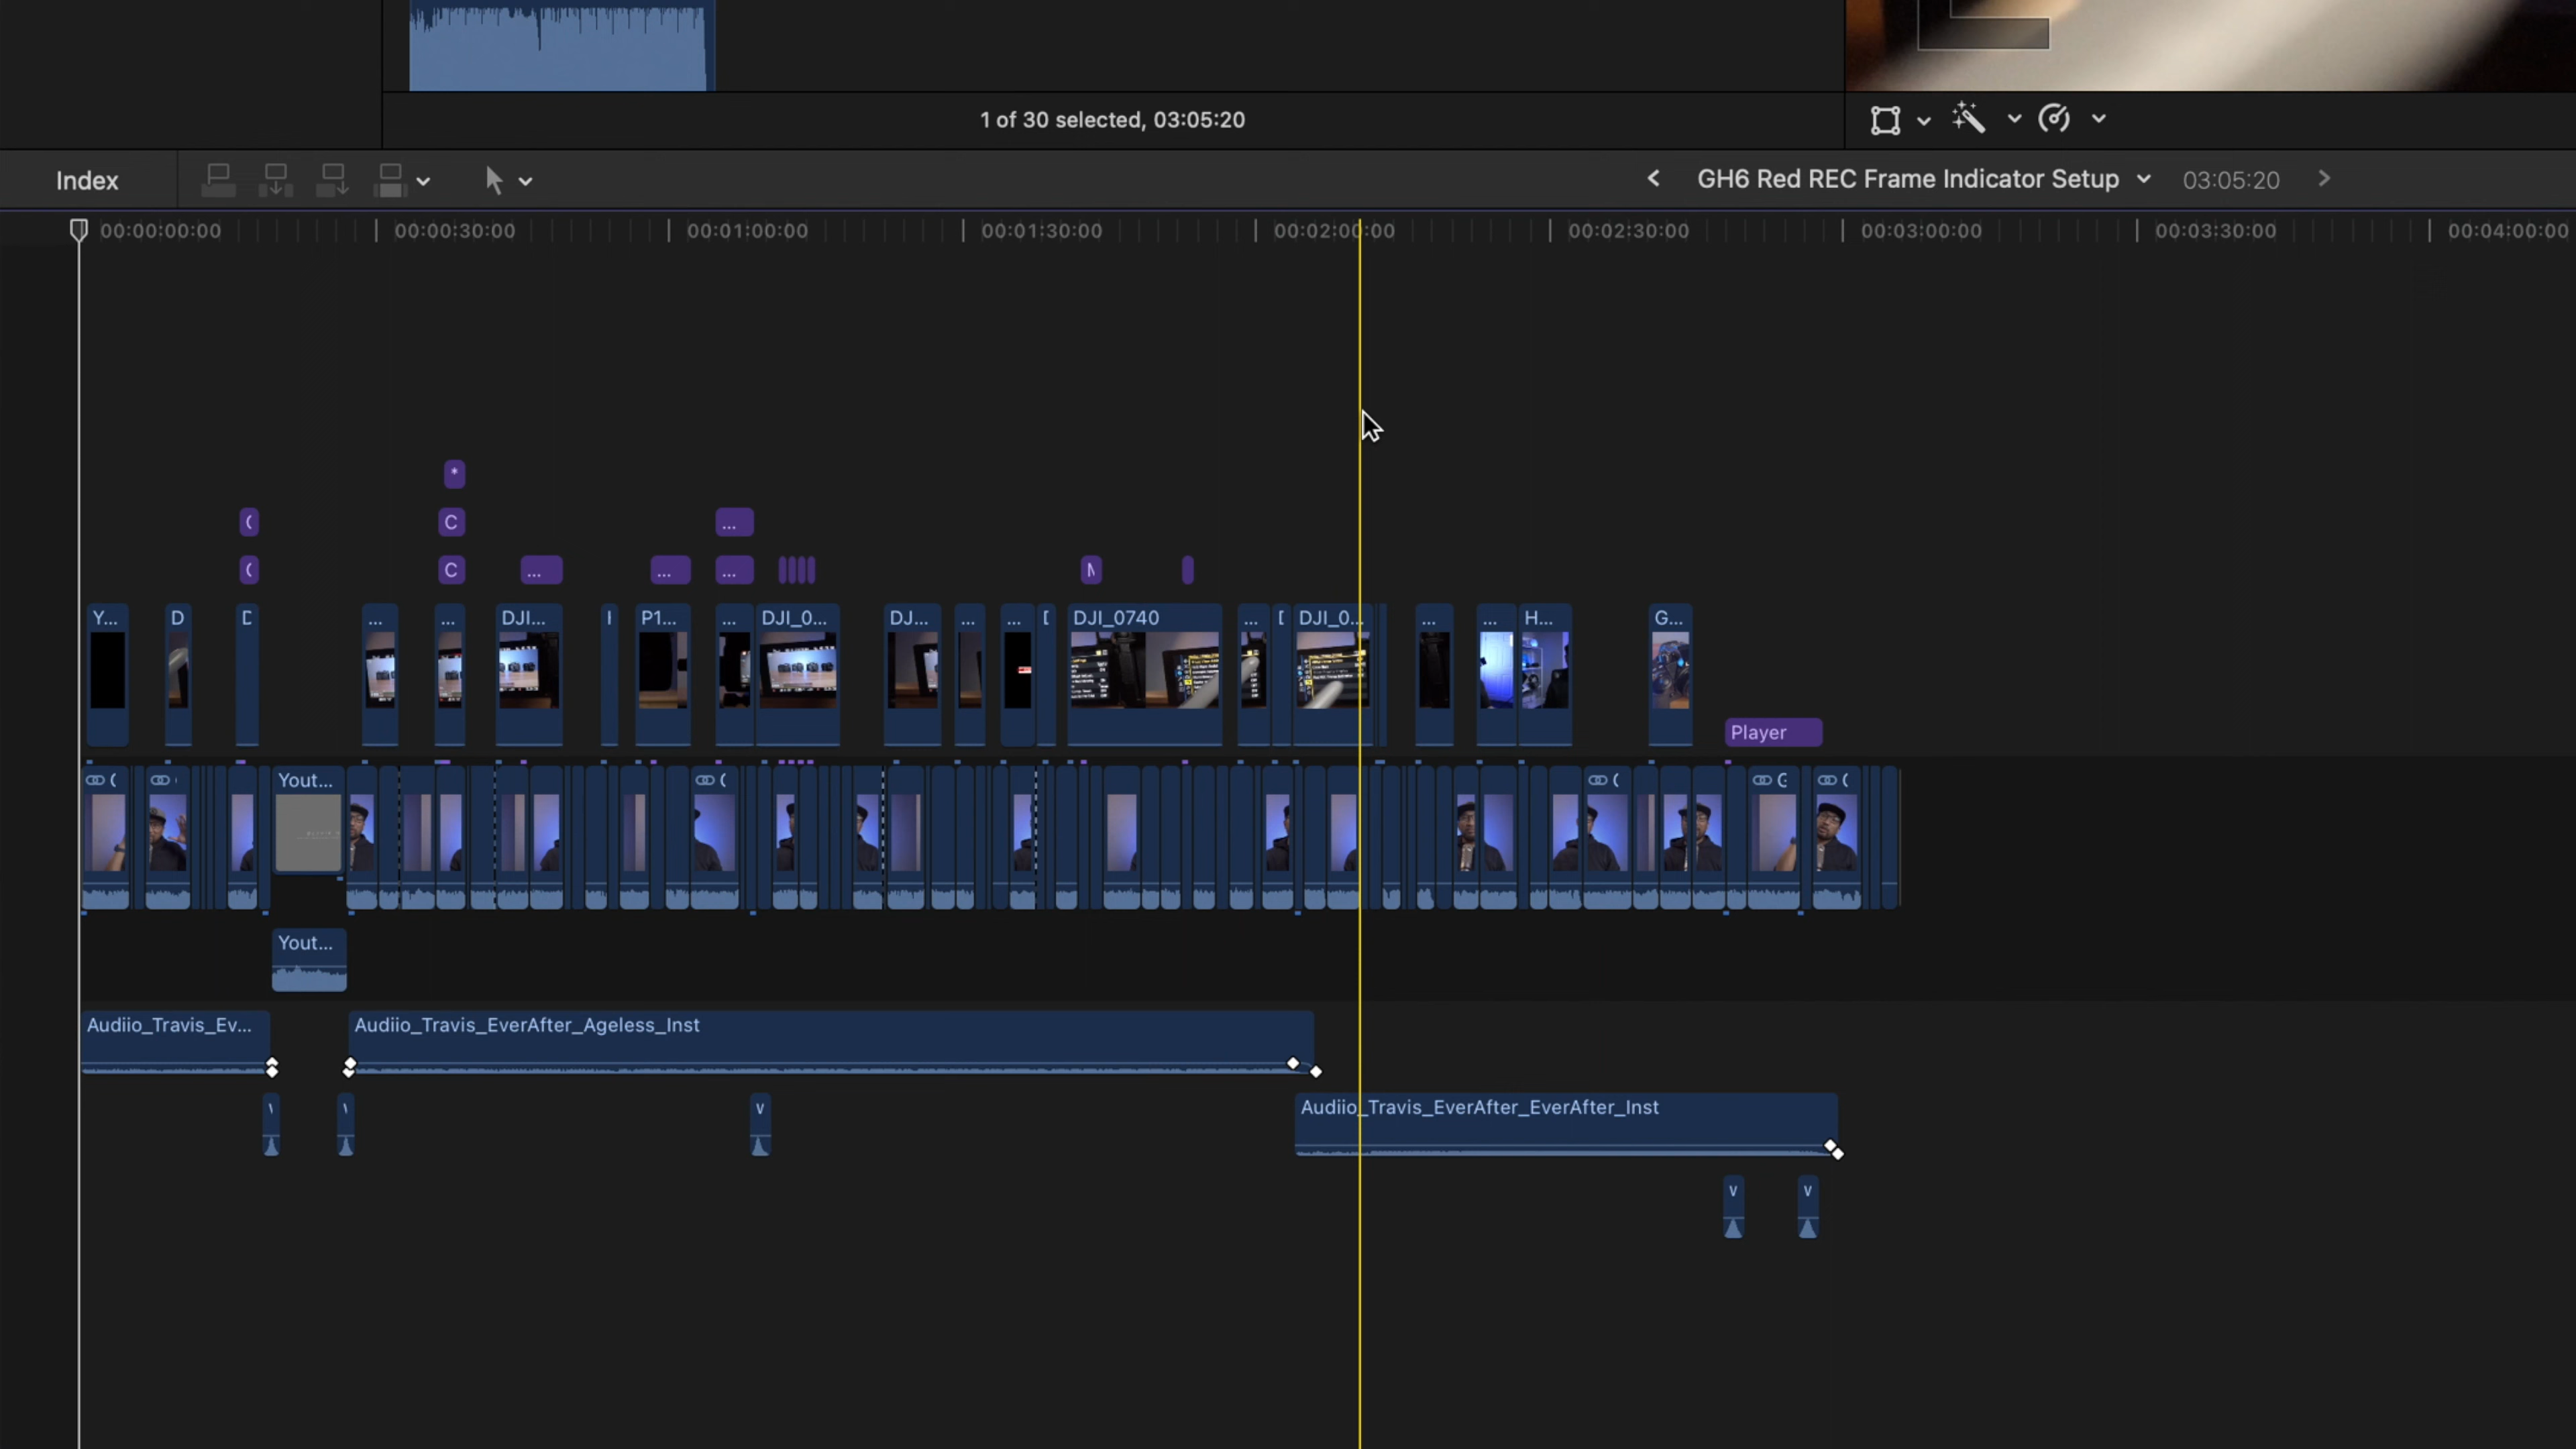 1 of 30 selected, 03:05:20
Index
GH6 Red REC Frame Indicator Setup
03:05:20
00:00:00:00
00:00:30:00
00:01:00:00
00:01:30:00
00:02:00:00
00:02:30:00
00:03:00:00
00:03:30:00
00:04:00:00
*
C
...
C
...
...
...
Y...
D
...
...
DJI...
P1...
...
DJI_0...
DJ...
...
...
DJI_0740
...
DJI_0...
...
...
H...
G...
Player
Yout...
Yout...
Audiio_Travis_Ev...
Audiio_Travis_EverAfter_Ageless_Inst
Audiio_Travis_EverAfter_EverAfter_Inst